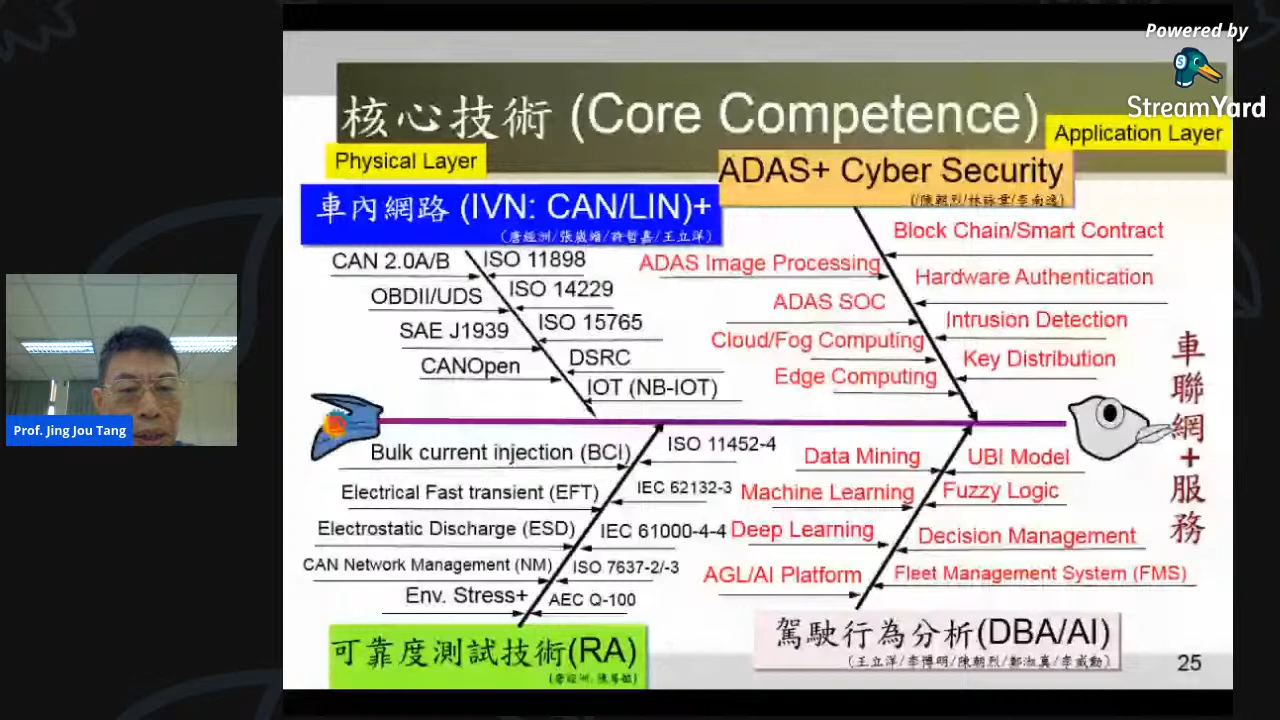 Powered by
StreamYard
核心技術 (Core Competence)
Physical Layer
Application Layer
車內網路 (IVN: CAN/LIN)+
ADAS+ Cyber Security
CAN 2.0A/B
ISO 11898
OBDII/UDS
ISO 14229
SAE J1939
ISO 15765
CANOpen
DSRC
IOT (NB-IOT)
ADAS Image Processing
Block Chain/Smart Contract
ADAS SOC
Hardware Authentication
Cloud/Fog Computing
Intrusion Detection
Edge Computing
Key Distribution
車聯網+服務
Prof. Jing Jou Tang
Bulk current injection (BCI)
ISO 11452-4
Electrical Fast transient (EFT)
IEC 62132-3
Electrostatic Discharge (ESD)
IEC 61000-4-4
CAN Network Management (NM)
ISO 7637-2/-3
Env. Stress+
AEC Q-100
Data Mining
UBI Model
Machine Learning
Fuzzy Logic
Deep Learning
Decision Management
AGL/AI Platform
Fleet Management System (FMS)
可靠度測試技術(RA)
駕駛行為分析(DBA/AI)
25